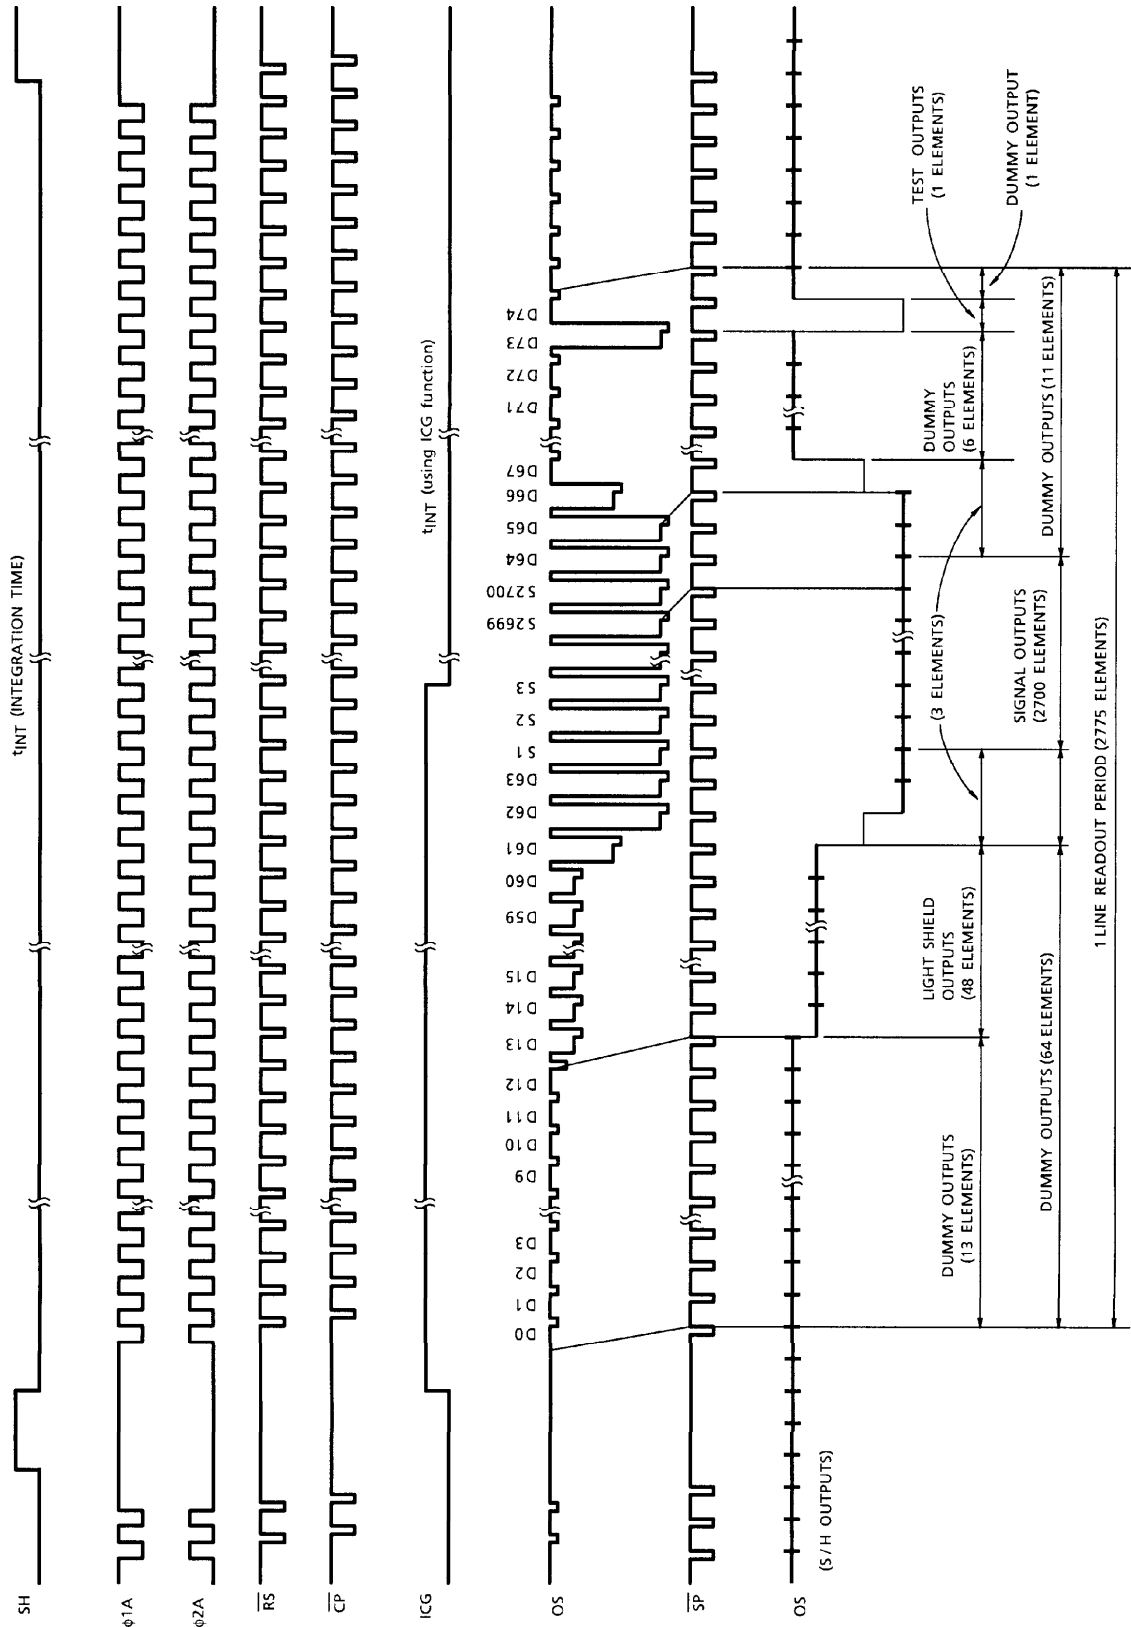 SH
tINT (INTEGRATION TIME)
φ1A
φ2A
RS
CP
ICG
tINT (using ICG function)
OS
D0 D1 D2 D3 D9 D10 D11 D12 D13 D14 D15 D59 D60 D61 D62 D63 S1 S2 S3 S2699 S2700 D64 D65 D66 D67 D71 D72 D73 D74
SP
OS
(S / H OUTPUTS)
DUMMY OUTPUTS
(13 ELEMENTS)
LIGHT SHIELD
OUTPUTS
(48 ELEMENTS)
(3 ELEMENTS)
DUMMY
OUTPUTS
(6 ELEMENTS)
TEST OUTPUTS
(1 ELEMENTS)
DUMMY OUTPUT
(1 ELEMENT)
DUMMY OUTPUTS (64 ELEMENTS)
SIGNAL OUTPUTS
(2700 ELEMENTS)
DUMMY OUTPUTS (11 ELEMENTS)
1 LINE READOUT PERIOD (2775 ELEMENTS)